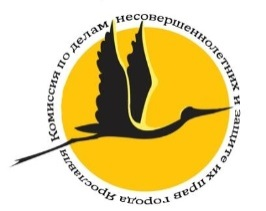 Комиссия по делам несовершеннолетних и защите их прав города Ярославля